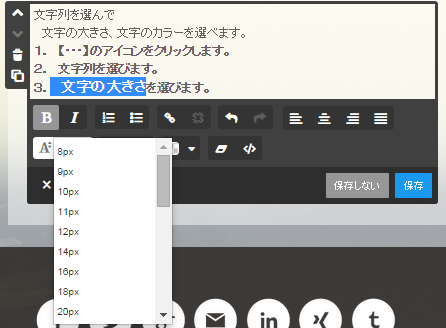 文字列を選んで
文字の大きさ、文字のカラーを選べます。
1. 【・・・】のアイコンをクリックします。
2. 文字列を選びます。
3. 文字の大きさを選びます。
B I
A
8px
9px
10px
11px
12px
14px
16px
18px
20px
保存しない 保存
in t